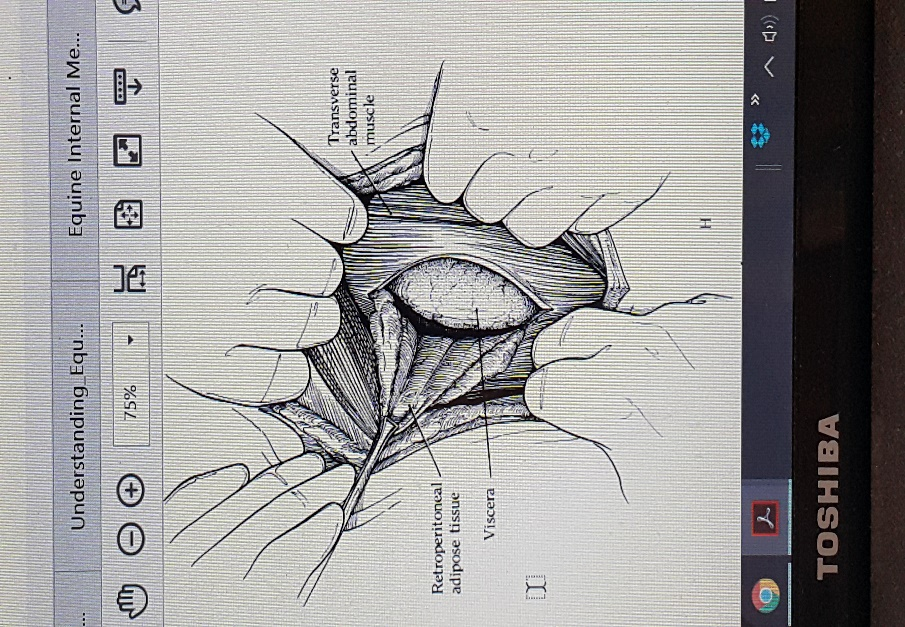 Understanding_Equ...
Equine Internal Me...
75%
Transverse
abdominal
muscle
Retroperitoneal
adipose tissue
Viscera
H
TOSHIBA